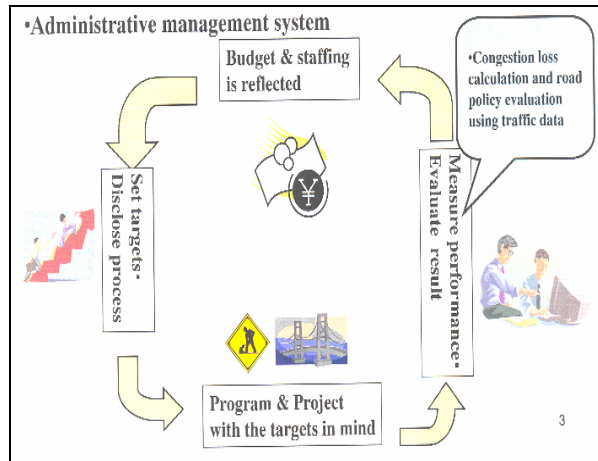 •Administrative management system
Budget & staffing
is reflected
•Congestion loss
calculation and road
policy evaluation
using traffic data
Set targets·
Disclose process
¥
Measure performance·
Evaluate result
Program & Project
with the targets in mind
3